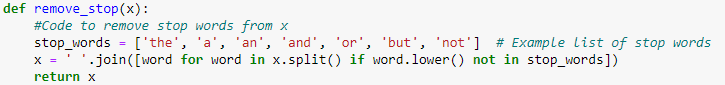 def remove_stop(x):
    #Code to remove stop words from x
    stop_words = ['the', 'a', 'an', 'and', 'or', 'but', 'not']  # Example list of stop words
    x = ' '.join([word for word in x.split() if word.lower() not in stop_words])
    return x